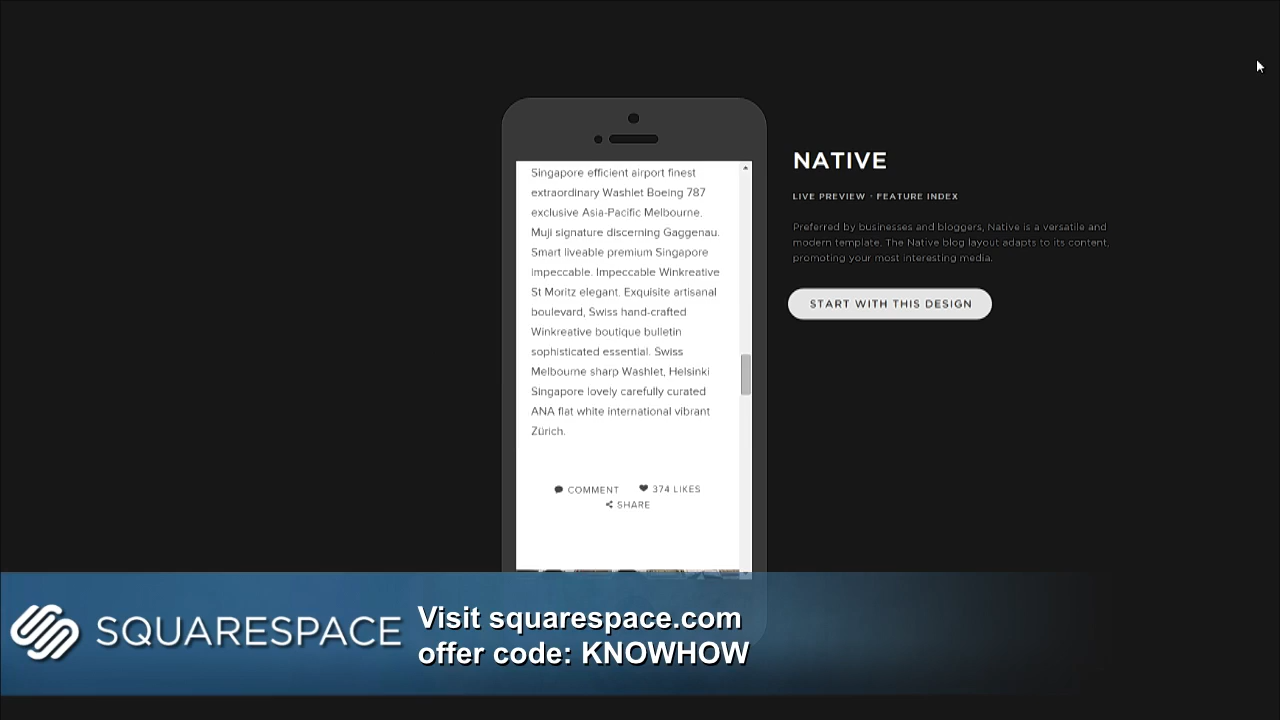 Singapore efficient airport finest
extraordinary Washlet Boeing 787
exclusive Asia-Pacific Melbourne.
Muji signature discerning Gaggenau.
Smart liveable premium Singapore
impeccable. Impeccable Winkreative
St Moritz elegant. Exquisite artisanal
boulevard, Swiss hand-crafted
Winkreative boutique bulletin
sophisticated essential. Swiss
Melbourne sharp Washlet, Helsinki
Singapore lovely carefully curated
ANA flat white international vibrant
Zürich.
COMMENT 374 LIKES
SHARE
NATIVE
LIVE PREVIEW · FEATURE INDEX
Preferred by businesses and bloggers, Native is a versatile and
modern template. The Native blog layout adapts to its content,
promoting your most interesting media.
START WITH THIS DESIGN
SQUARESPACE
Visit squarespace.com
offer code: KNOWHOW